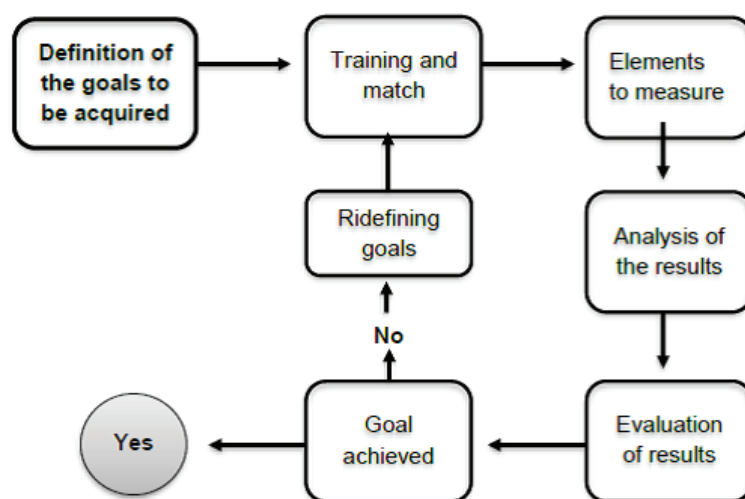 Definition of
the goals to
be acquired
Training and
match
Elements
to measure
Ridefining
goals
Analysis of
the results
No
Yes
Goal
achieved
Evaluation
of results